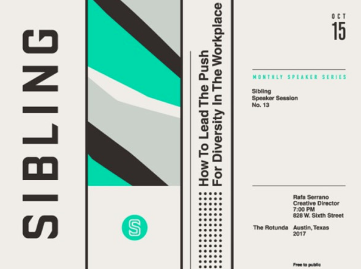 SIBLING
S
How To Lead The Push
For Diversity In The Workplace
OCT
15
MONTHLY SPEAKER SERIES
Sibling
Speaker Session
No. 13
Rafa Serrano
Creative Director
7:00 PM
828 W. Sixth Street
The Rotunda Austin, Texas
2017
Free to public